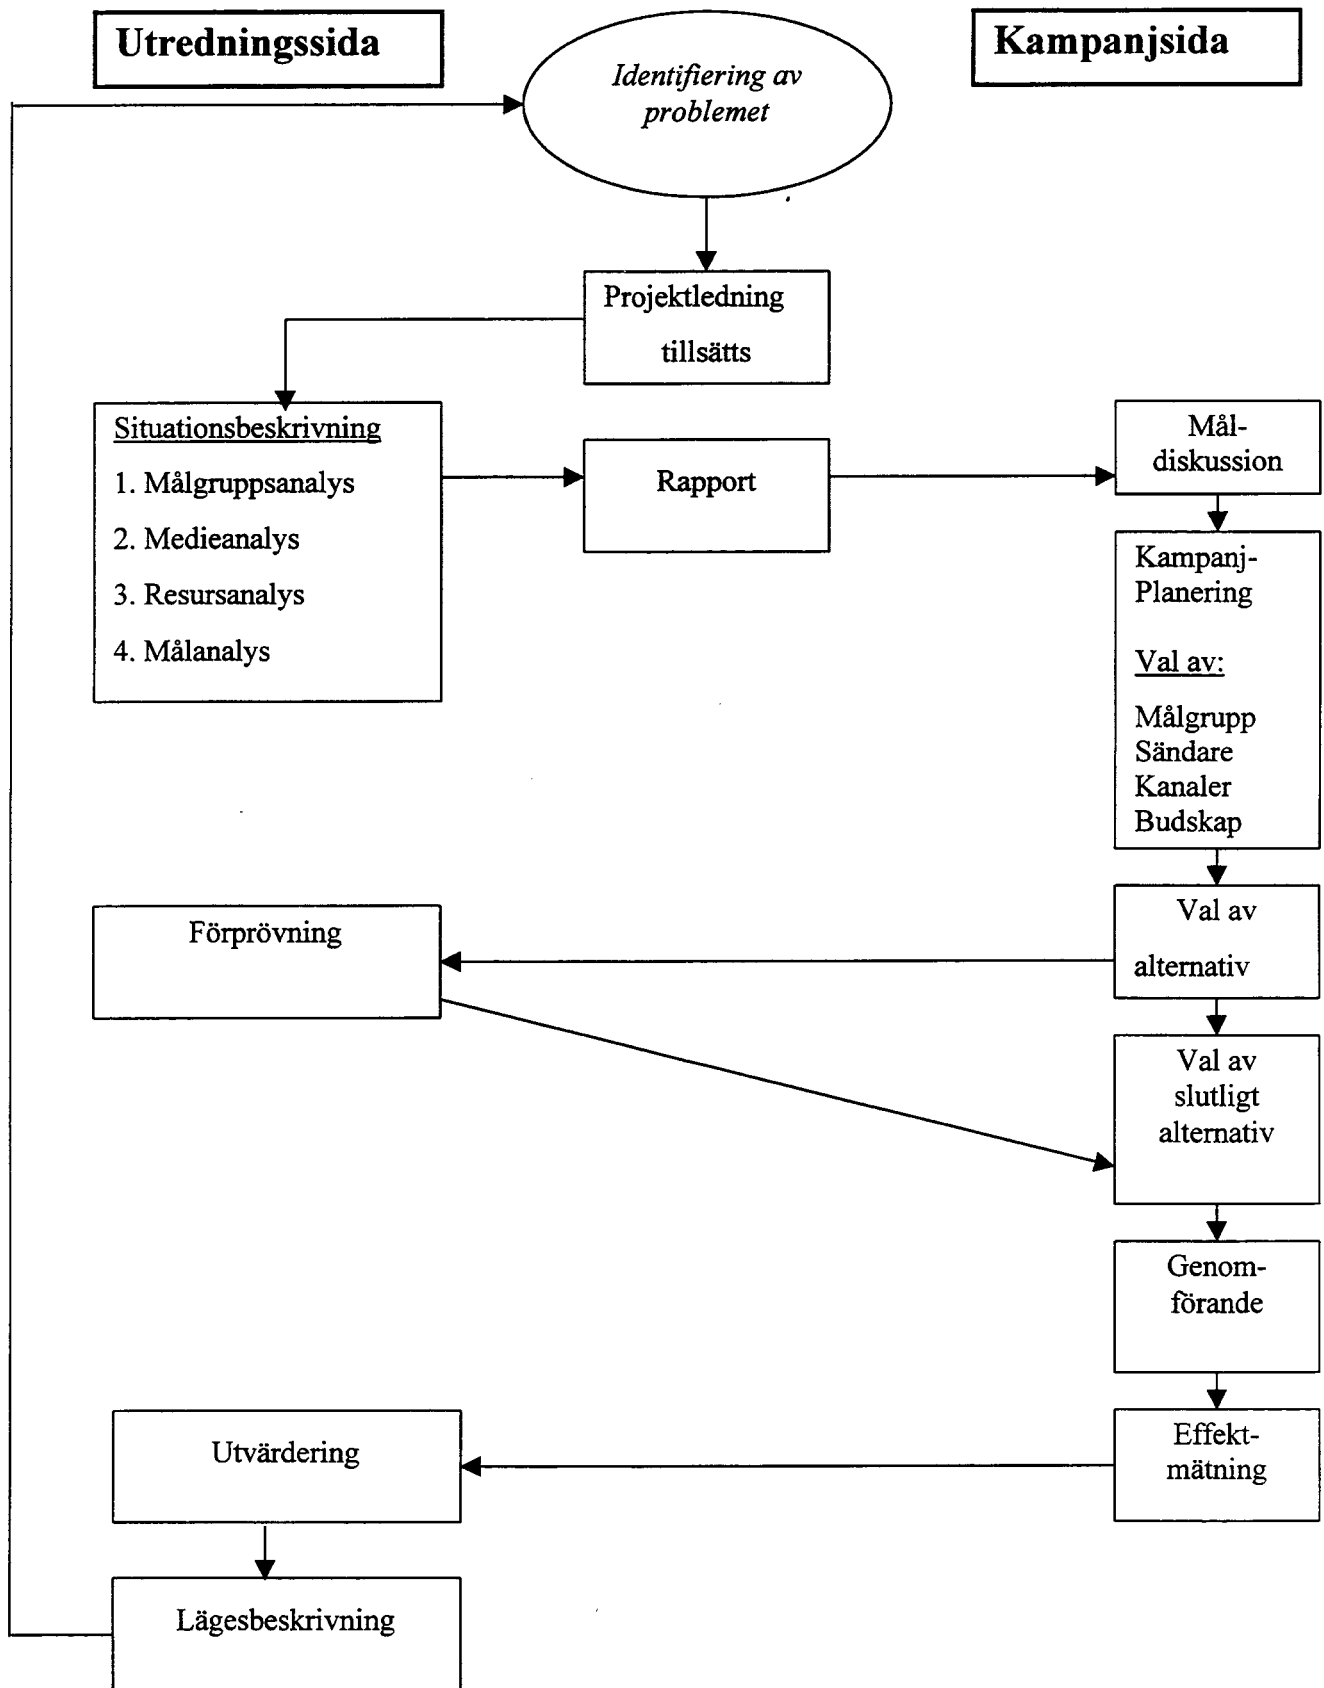 Utredningssida
Kampanjsida
Identifiering av
problemet
Projektledning
tillsätts
Situationsbeskrivning
1. Målgruppsanalys
2. Medieanalys
3. Resursanalys
4. Målanalys
Rapport
Mål-
diskussion
Kampanj-
Planering
Val av:
Målgrupp
Sändare
Kanaler
Budskap
Val av
alternativ
Förprövning
Val av
slutligt
alternativ
Genom-
förande
Effekt-
mätning
Utvärdering
Lägesbeskrivning